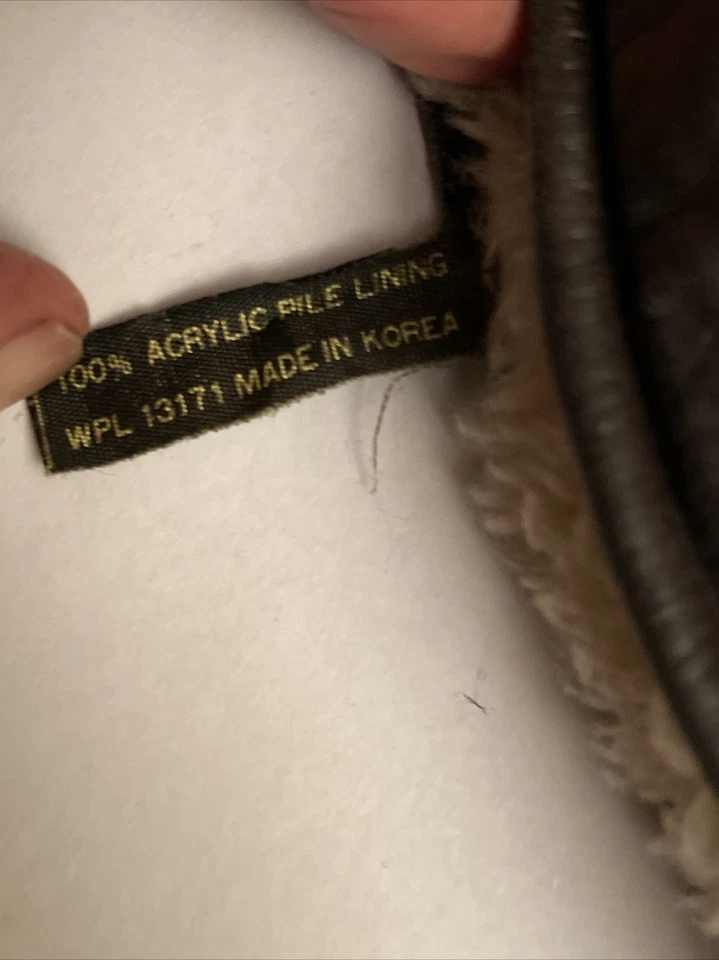 100% ACRYLIC PILE LINING
WPL 13171 MADE IN KOREA